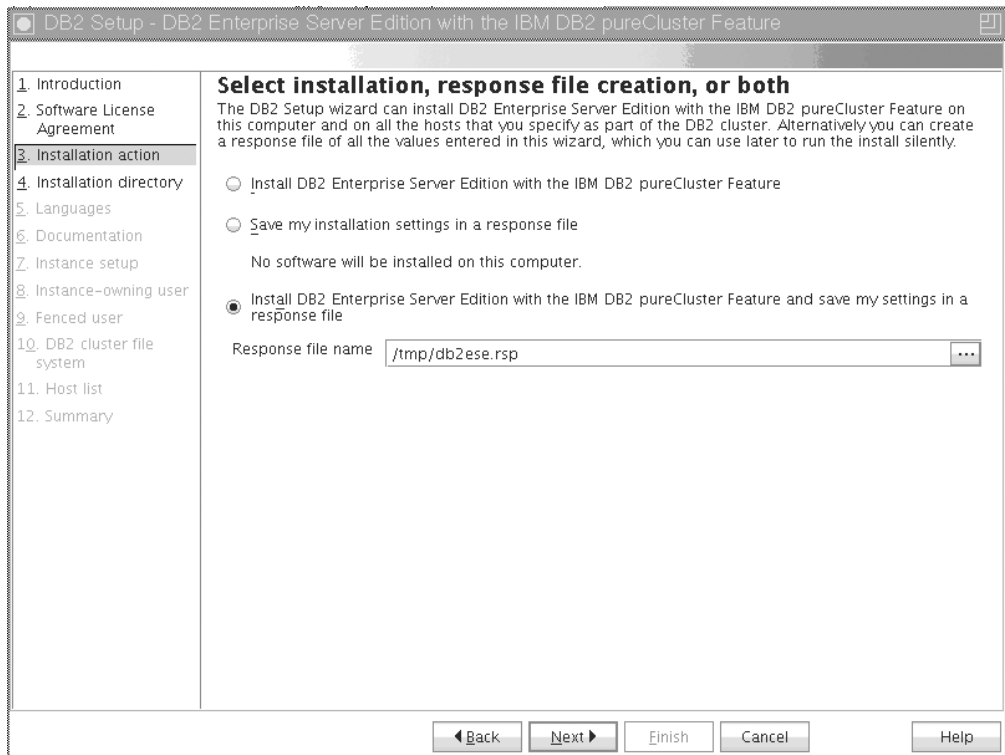 DB2 Setup - DB2 Enterprise Server Edition with the IBM DB2 pureCluster Feature
1. Introduction
2. Software License
Agreement
3. Installation action
4. Installation directory
5. Languages
6. Documentation
7. Instance setup
8. Instance-owning user
9. Fenced user
10. DB2 cluster file
system
11. Host list
12. Summary
Select installation, response file creation, or both
The DB2 Setup wizard can install DB2 Enterprise Server Edition with the IBM DB2 pureCluster Feature on
this computer and on all the hosts that you specify as part of the DB2 cluster. Alternatively you can create
a response file of all the values entered in this wizard, which you can use later to run the install silently.
Install DB2 Enterprise Server Edition with the IBM DB2 pureCluster Feature
Save my installation settings in a response file
No software will be installed on this computer.
Install DB2 Enterprise Server Edition with the IBM DB2 pureCluster Feature and save my settings in a
response file
Response file name /tmp/db2ese.rsp ...
Back Next Finish Cancel Help